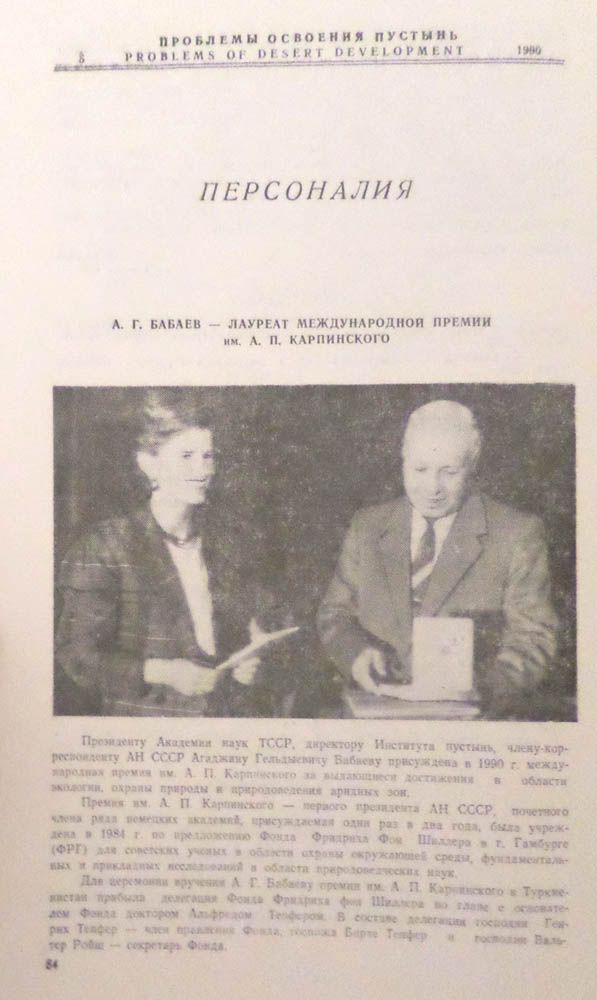 ПРОБЛЕМЫ ОСВОЕНИЯ ПУСТЫНЬ
8 PROBLEMS OF DESERT DEVELOPMENT 1990
ПЕРСОНАЛИЯ
А. Г. БАБАЕВ — ЛАУРЕАТ МЕЖДУНАРОДНОЙ ПРЕМИИ
им. А. П. КАРПИНСКОГО
Президенту Академии наук ТССР, директору Института пустынь, члену-кор-
респонденту АН СССР Агаджану Гельдыевичу Бабаеву присуждена в 1990 г. между-
народная премия им. А. П. Карпинского за выдающиеся достижения в области
экологии, охраны природы и природоведения аридных зон.
Премия им. А. П. Карпинского — первого президента АН СССР, почетного
члена ряда немецких академий, присуждаемая один раз в два года, была учреж-
дена в 1984 г. по предложению Фонда Фридриха Фон Шиллера в г. Гамбурге
(ФРГ) для советских ученых в области охраны окружающей среды, фундаменталь-
ных и прикладных исследований в области природоведческих наук.
Для церемонии вручения А. Г. Бабаеву премии им. А. П. Карпинского в Туркме-
нистан прибыла делегация Фонда Фридриха фон Шиллера во главе с основате-
лем Фонда доктором Альфредом Тепфером. В составе делегации господин Ген-
рих Тепфер — член правления Фонда, госпожа Бирте Тепфер и господин Валь-
тер Ройш — секретарь Фонда.
84